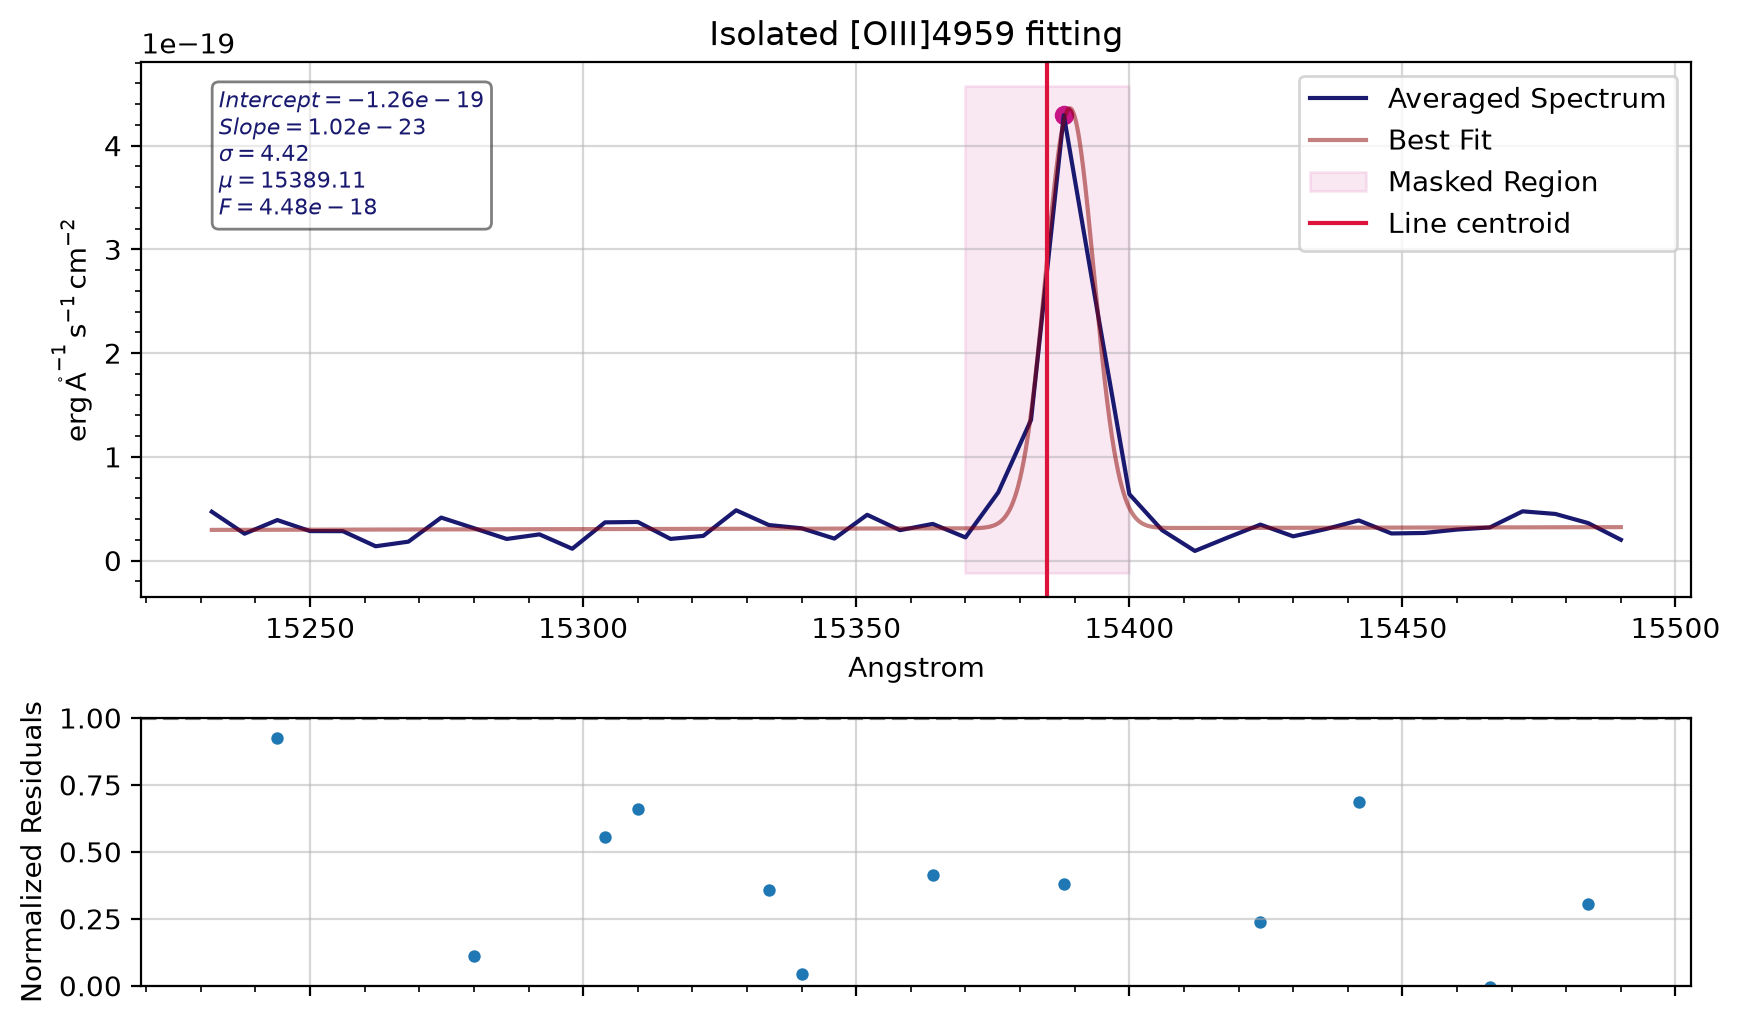 Isolated [OIII]4959 fitting
1e−19
Intercept = −1.26e − 19
Slope = 1.02e − 23
σ = 4.42
μ = 15389.11
F = 4.48e − 18
Averaged Spectrum
Best Fit
Masked Region
Line centroid
erg Å⁻¹ s⁻¹ cm⁻²
4
3
2
1
0
15250 15300 15350 15400 15450 15500
Angstrom
Normalized Residuals
1.00
0.75
0.50
0.25
0.00